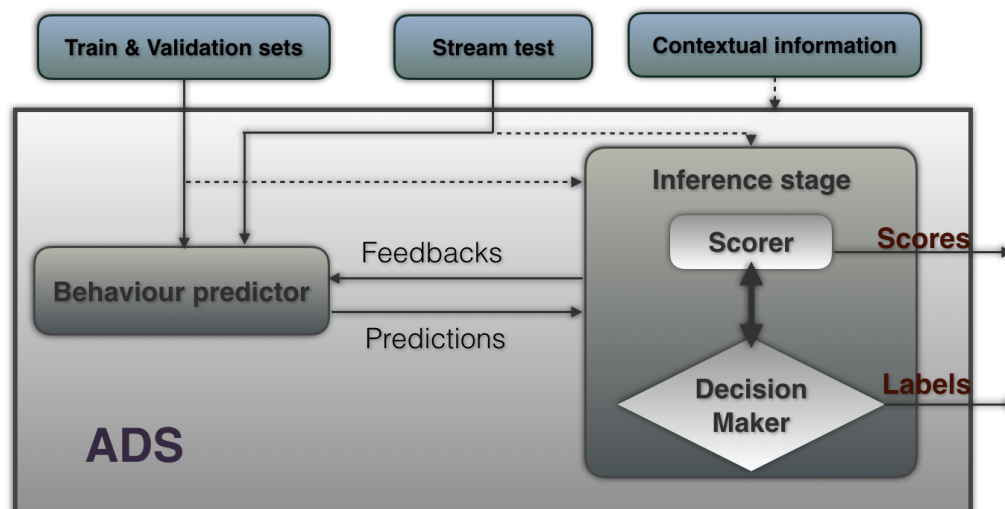 Train & Validation sets
Stream test
Contextual information
Inference stage
Scorer
Scores
Feedbacks
Behaviour predictor
Predictions
Decision
Maker
Labels
ADS